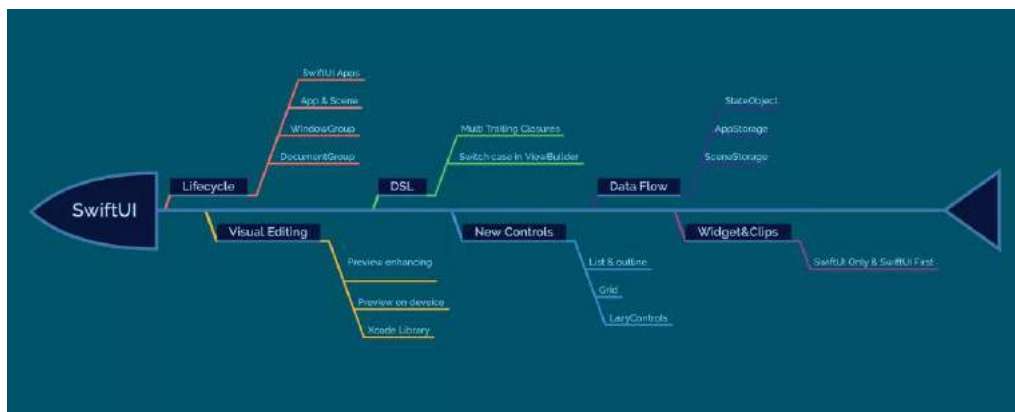 SwiftUI Apps
App & Scene
WindowGroup
DocumentGroup
Lifecycle
Multi Trailing Closures
Switch case in ViewBuilder
DSL
StateObject
AppStorage
SceneStorage
Data Flow
SwiftUI
Visual Editing
Preview enhancing
Preview on deveice
Xcode Library
New Controls
List & outline
Grid
LazyControls
Widget&Clips
SwiftUI Only & SwiftUI First